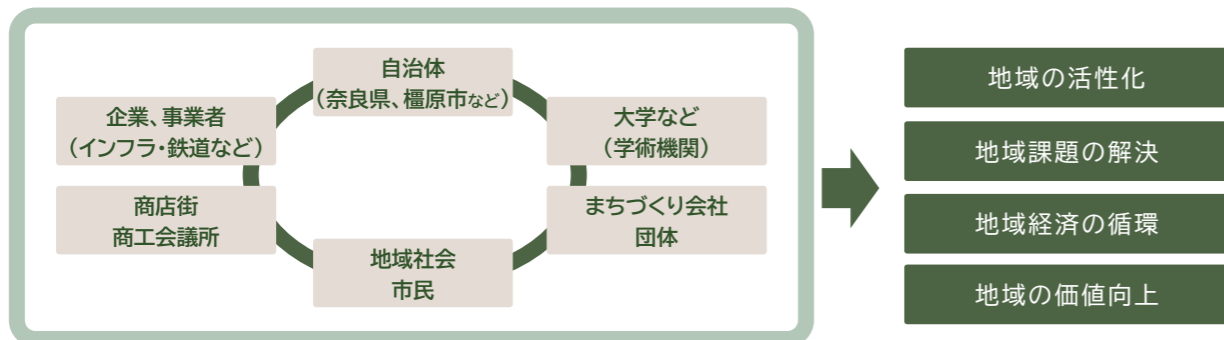 自治体
(奈良県、橿原市など)
企業、事業者
(インフラ・鉄道など)
大学など
(学術機関)
商店街
商工会議所
まちづくり会社
団体
地域社会
市民
地域の活性化
地域課題の解決
地域経済の循環
地域の価値向上